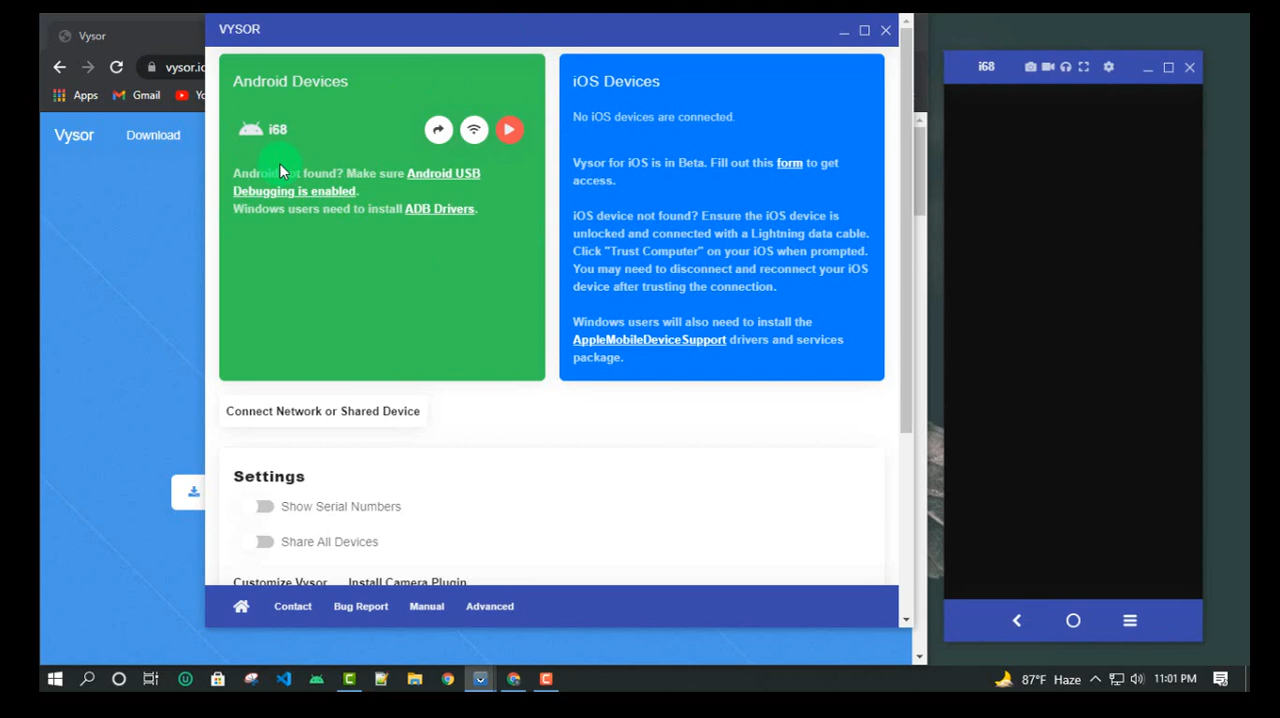 Vysor
vysor.io
Apps
Gmail
Vysor
Download
VYSOR
Android Devices
i68
Android not found? Make sure Android USB
Debugging is enabled.
Windows users need to install ADB Drivers.
iOS Devices
No iOS devices are connected.
Vysor for iOS is in Beta. Fill out this form to get
access.
iOS device not found? Ensure the iOS device is
unlocked and connected with a Lightning data cable.
Click "Trust Computer" on your iOS when prompted.
You may need to disconnect and reconnect your iOS
device after trusting the connection.
Windows users will also need to install the
AppleMobileDeviceSupport drivers and services
package.
Connect Network or Shared Device
Settings
Show Serial Numbers
Share All Devices
Customize Vysor Install Camera Plugin
Contact Bug Report Manual Advanced
i68
87°F Haze 11:01 PM